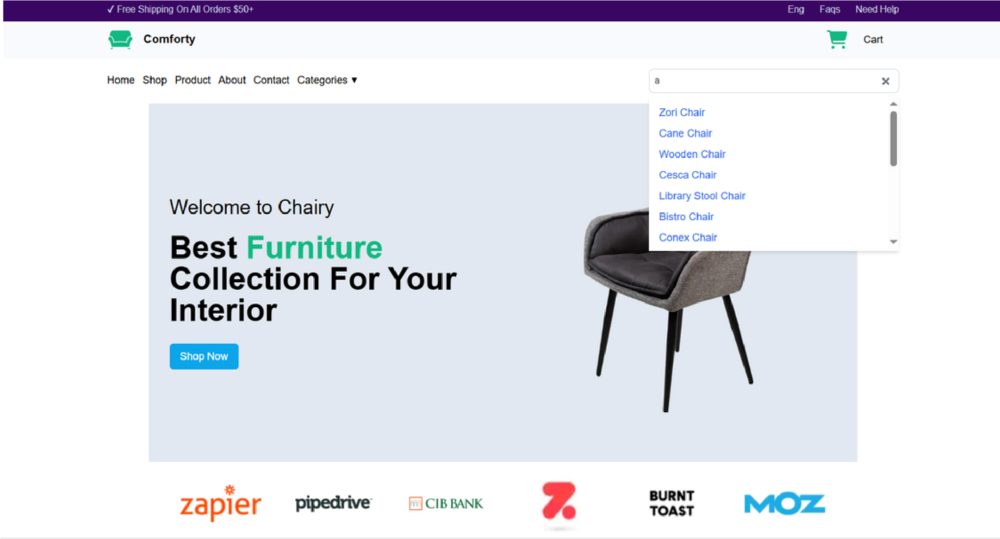 ✓ Free Shipping On All Orders $50+
Eng Faqs Need Help
Comforty
Cart
Home Shop Product About Contact Categories ▼
a
Zori Chair
Cane Chair
Wooden Chair
Cesca Chair
Library Stool Chair
Bistro Chair
Conex Chair
Welcome to Chairy
Best Furniture
Collection For Your
Interior
Shop Now
zapier
pipedrive
CIB BANK
BURNT
TOAST
MOZ